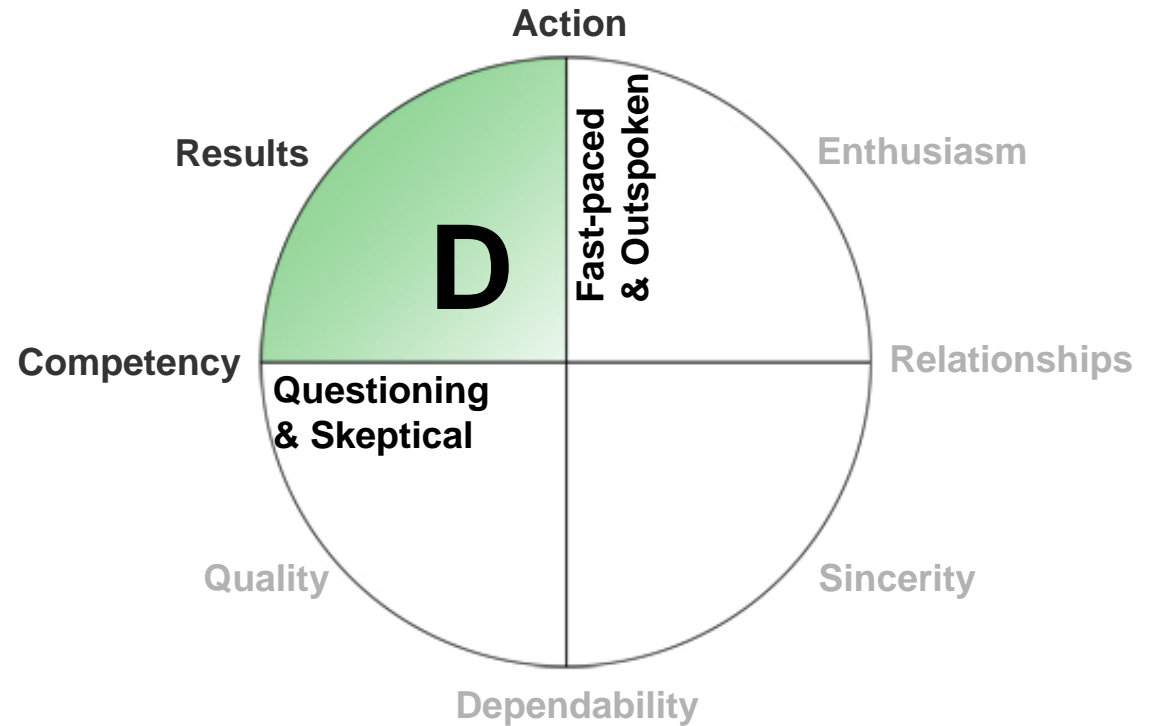 Action
Results
Enthusiasm
Fast-paced
& Outspoken
D
Competency
Relationships
Questioning
& Skeptical
Quality
Sincerity
Dependability